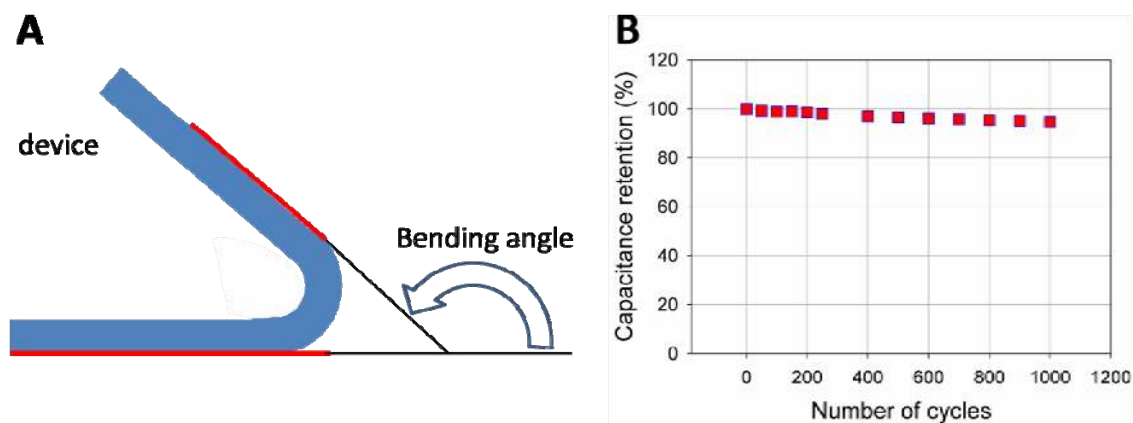 A
device
Bending angle
B
Capacitance retention (%)
120
100
80
60
40
20
0
0 200 400 600 800 1000 1200
Number of cycles